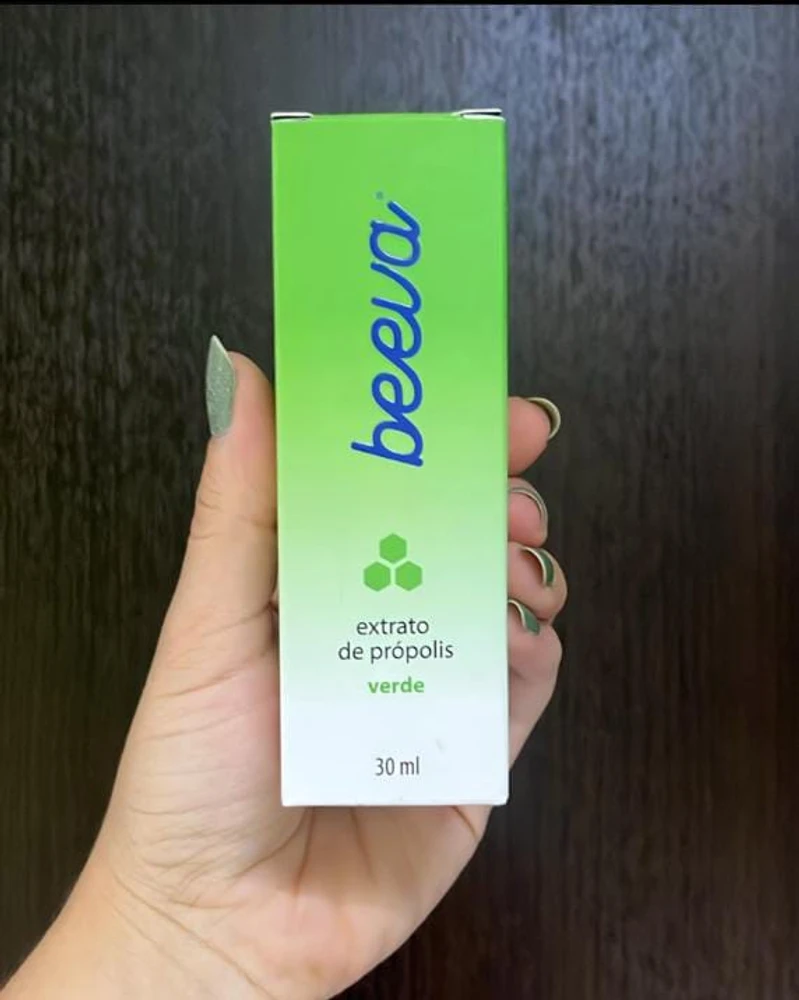 beeva
extrato
de própolis
verde
30 ml